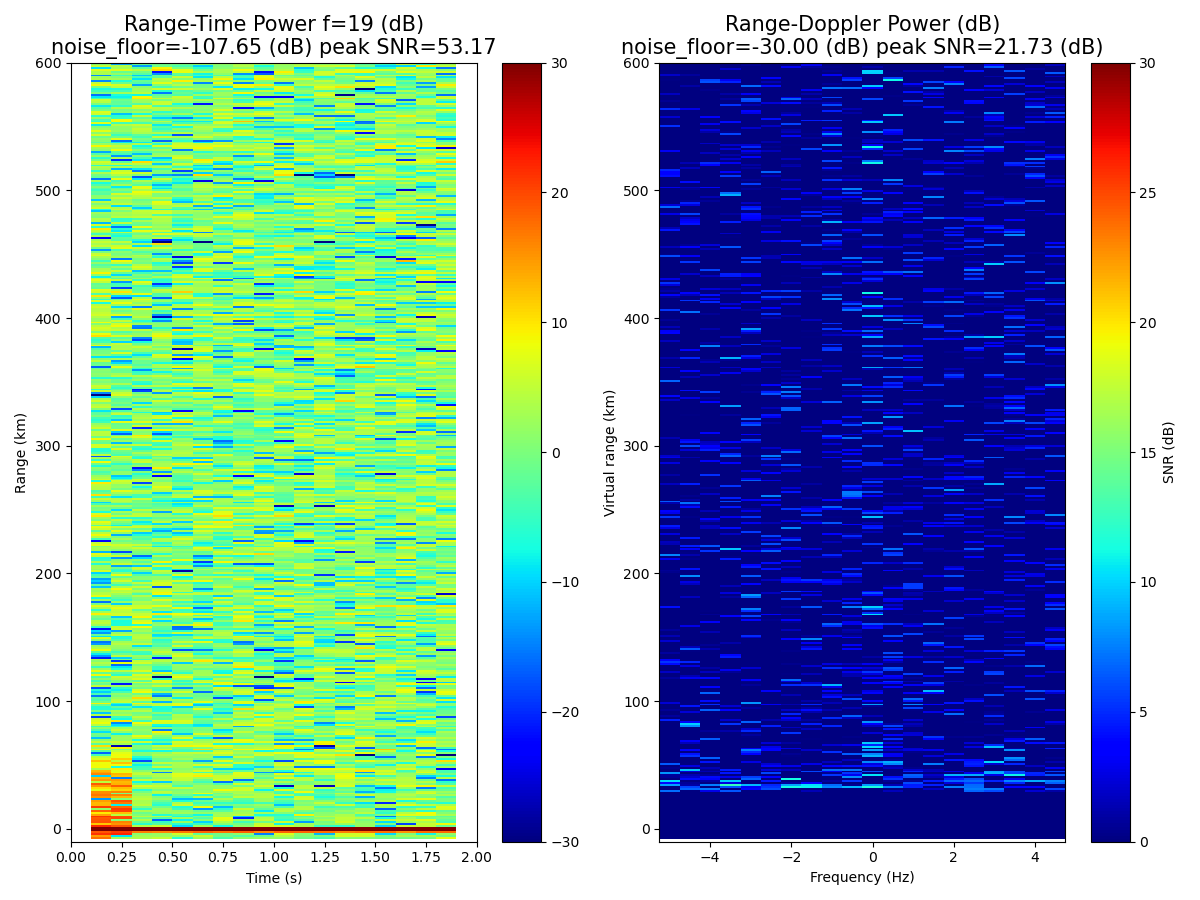 Range-Time Power f=19 (dB)
noise_floor=-107.65 (dB) peak SNR=53.17
600
500
400
300
200
100
0
Range (km)
0.00 0.25 0.50 0.75 1.00 1.25 1.50 1.75 2.00
Time (s)
30
20
10
0
−10
−20
−30
Range-Doppler Power (dB)
noise_floor=-30.00 (dB) peak SNR=21.73 (dB)
600
500
400
300
200
100
0
Virtual range (km)
−4 −2 0 2 4
Frequency (Hz)
30
25
20
15
10
5
0
SNR (dB)